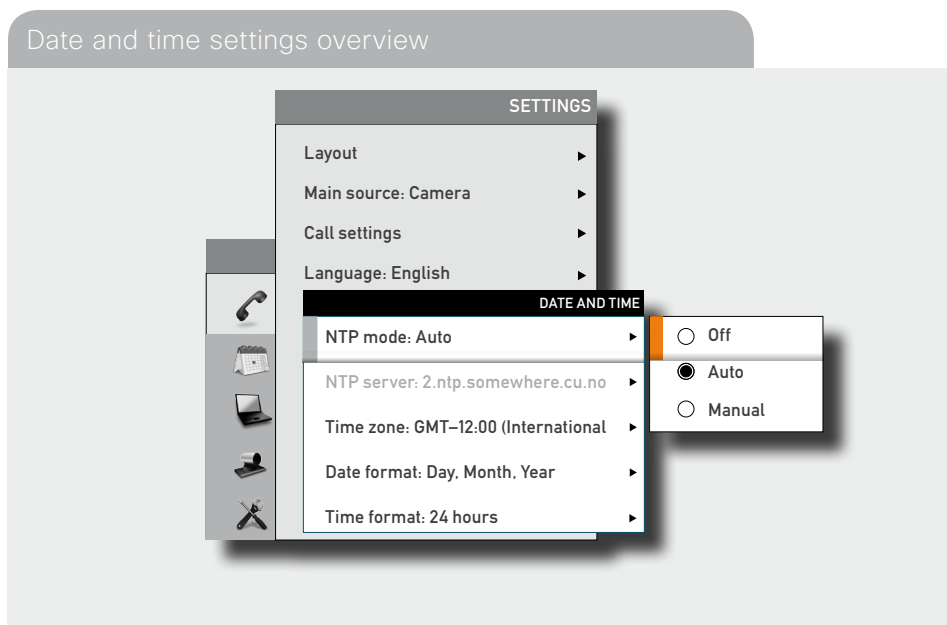 Date and time settings overview
SETTINGS
Layout
Main source: Camera
Call settings
Language: English
DATE AND TIME
NTP mode: Auto
NTP server: 2.ntp.somewhere.cu.no
Time zone: GMT–12:00 (International
Date format: Day, Month, Year
Time format: 24 hours
Off
Auto
Manual